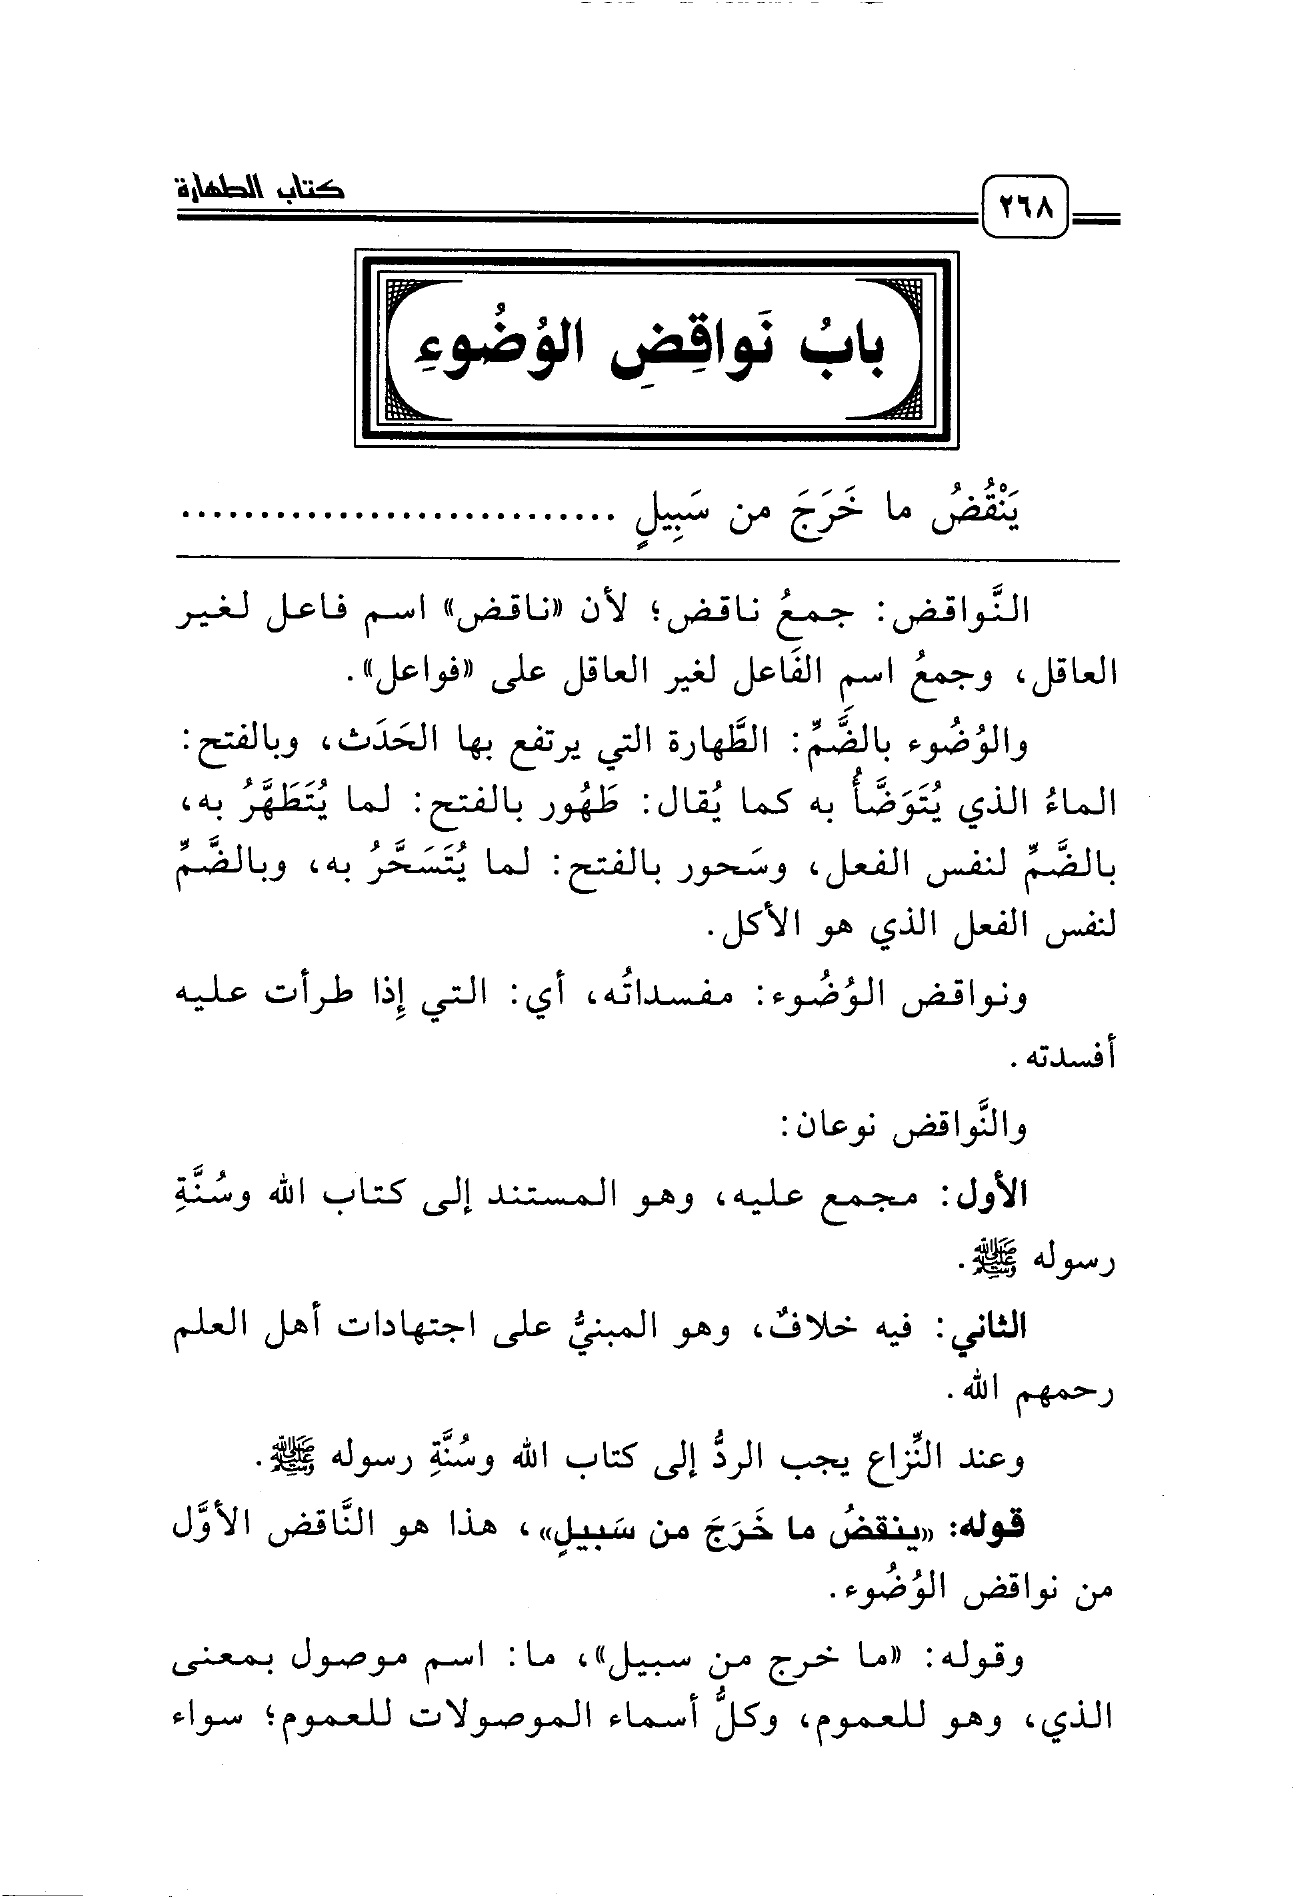 كتاب الطهارة
٢٦٨
بابُ نَواقِضِ الوُضُوءِ
يَنْقُضُ ما خَرَجَ من سَبِيلٍ ............................
النَّواقض: جمعُ ناقض؛ لأن «ناقض» اسم فاعل لغير
العاقل، وجمعُ اسمِ الفَاعل لغير العاقل على «فواعل».
والوُضُوء بالضَّمِّ: الطَّهارة التي يرتفع بها الحَدَث، وبالفتح:
الماءُ الذي يُتَوَضَّأُ به كما يُقال: طَهُور بالفتح: لما يُتَطَهَّرُ به،
بالضَّمِّ لنفس الفعل، وسَحور بالفتح: لما يُتَسَحَّرُ به، وبالضَّمِّ
لنفس الفعل الذي هو الأكل.
ونواقض الوُضُوء: مفسداتُه، أي: التي إِذا طرأت عليه
أفسدته.
والنَّواقض نوعان:
الأول: مجمع عليه، وهو المستند إلى كتاب الله وسُنَّةِ
رسوله ﷺ.
الثاني: فيه خلافٌ، وهو المبنيُّ على اجتهادات أهل العلم
رحمهم الله.
وعند النِّزاع يجب الردُّ إلى كتاب الله وسُنَّةِ رسوله ﷺ.
قوله: «ينقضُ ما خَرَجَ من سَبيلٍ»، هذا هو النَّاقض الأوَّل
من نواقض الوُضُوء.
وقوله: «ما خرج من سبيل»، ما: اسم موصول بمعنى
الذي، وهو للعموم، وكلُّ أسماء الموصولات للعموم؛ سواء